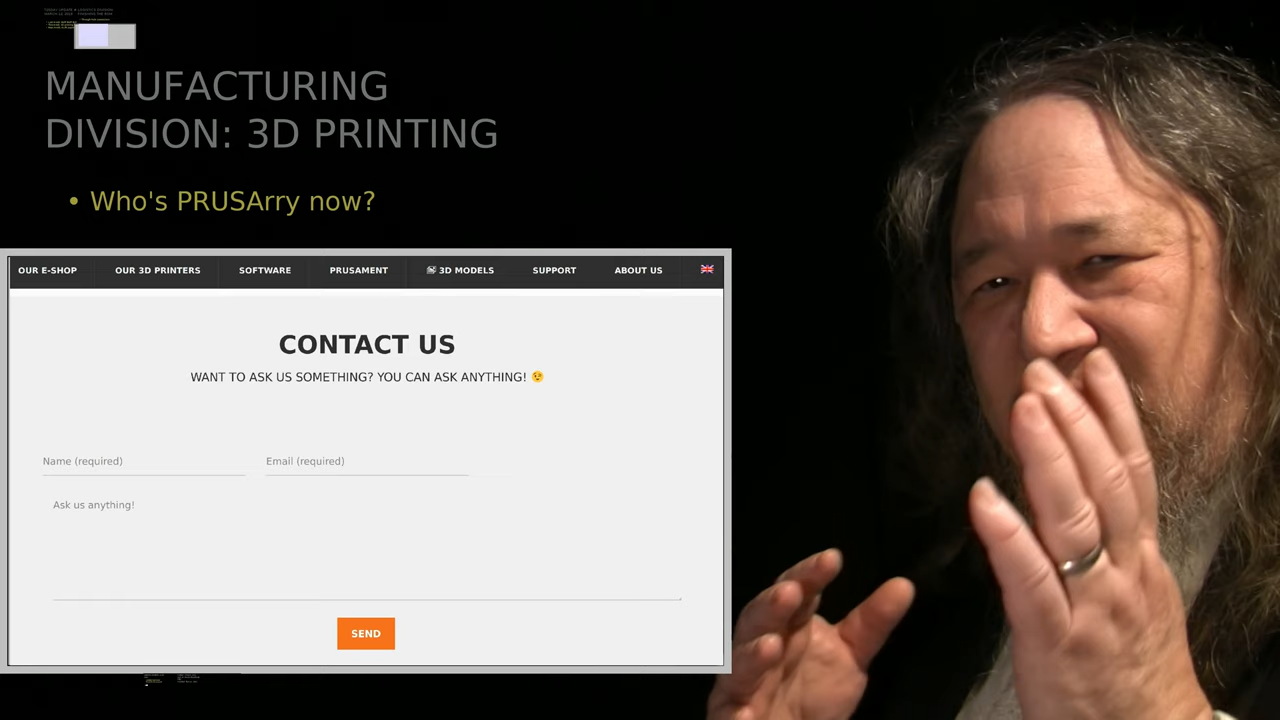 MANUFACTURING
DIVISION: 3D PRINTING
• Who's PRUSArry now?
OUR E-SHOP OUR 3D PRINTERS SOFTWARE PRUSAMENT 3D MODELS SUPPORT ABOUT US
CONTACT US
WANT TO ASK US SOMETHING? YOU CAN ASK ANYTHING! 😉
Name (required) Email (required)
Ask us anything!
SEND